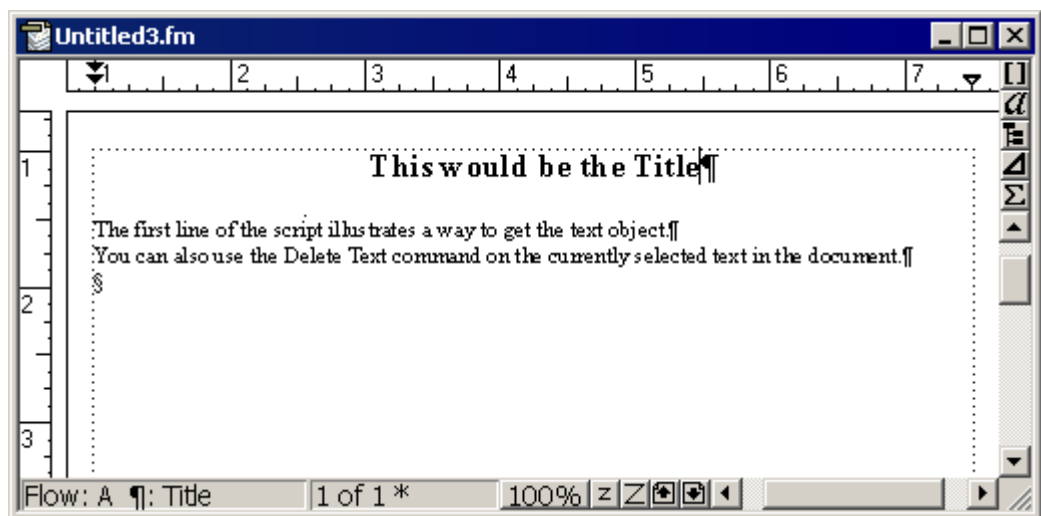 Untitled3.fm
1 2 3 4 5 6 7
This would be the Title¶
The first line of the script illustrates a way to get the text object.¶
You can also use the Delete Text command on the currently selected text in the document.¶
§
1
2
3
Flow: A ¶: Title 1 of 1 * 100% z Z